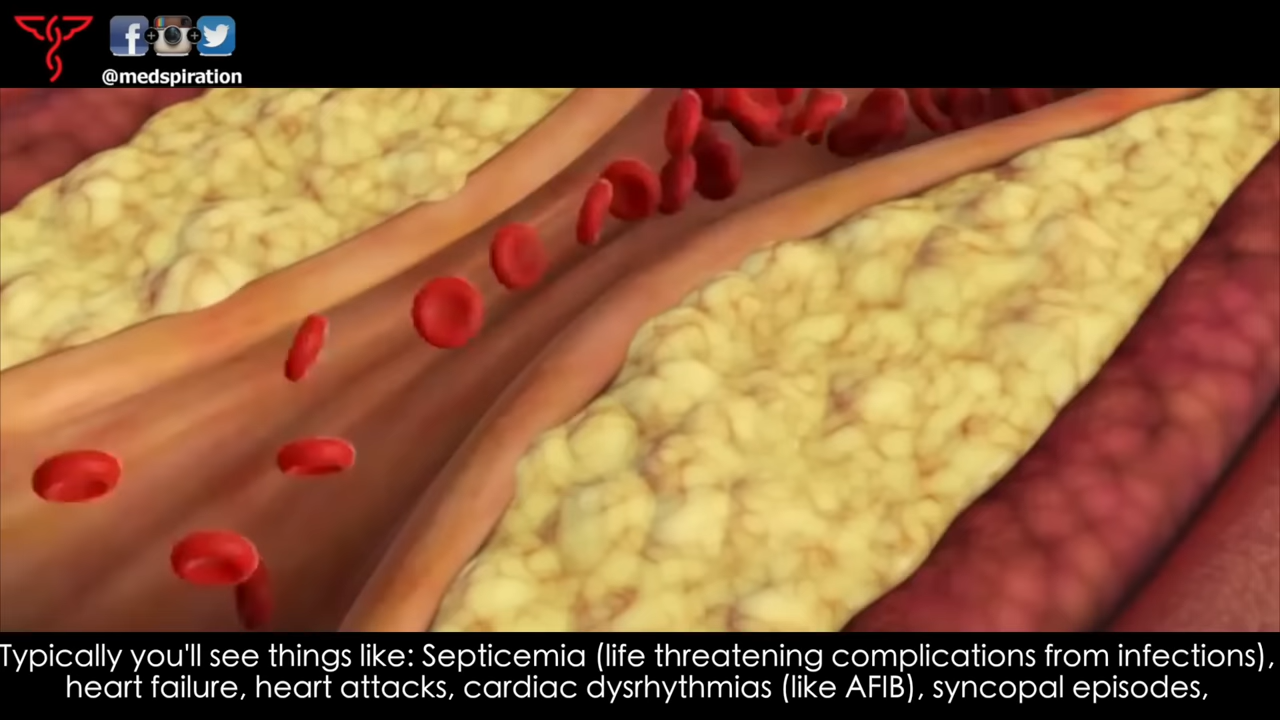 @medspiration
Typically you'll see things like: Septicemia (life threatening complications from infections),
heart failure, heart attacks, cardiac dysrhythmias (like AFIB), syncopal episodes,